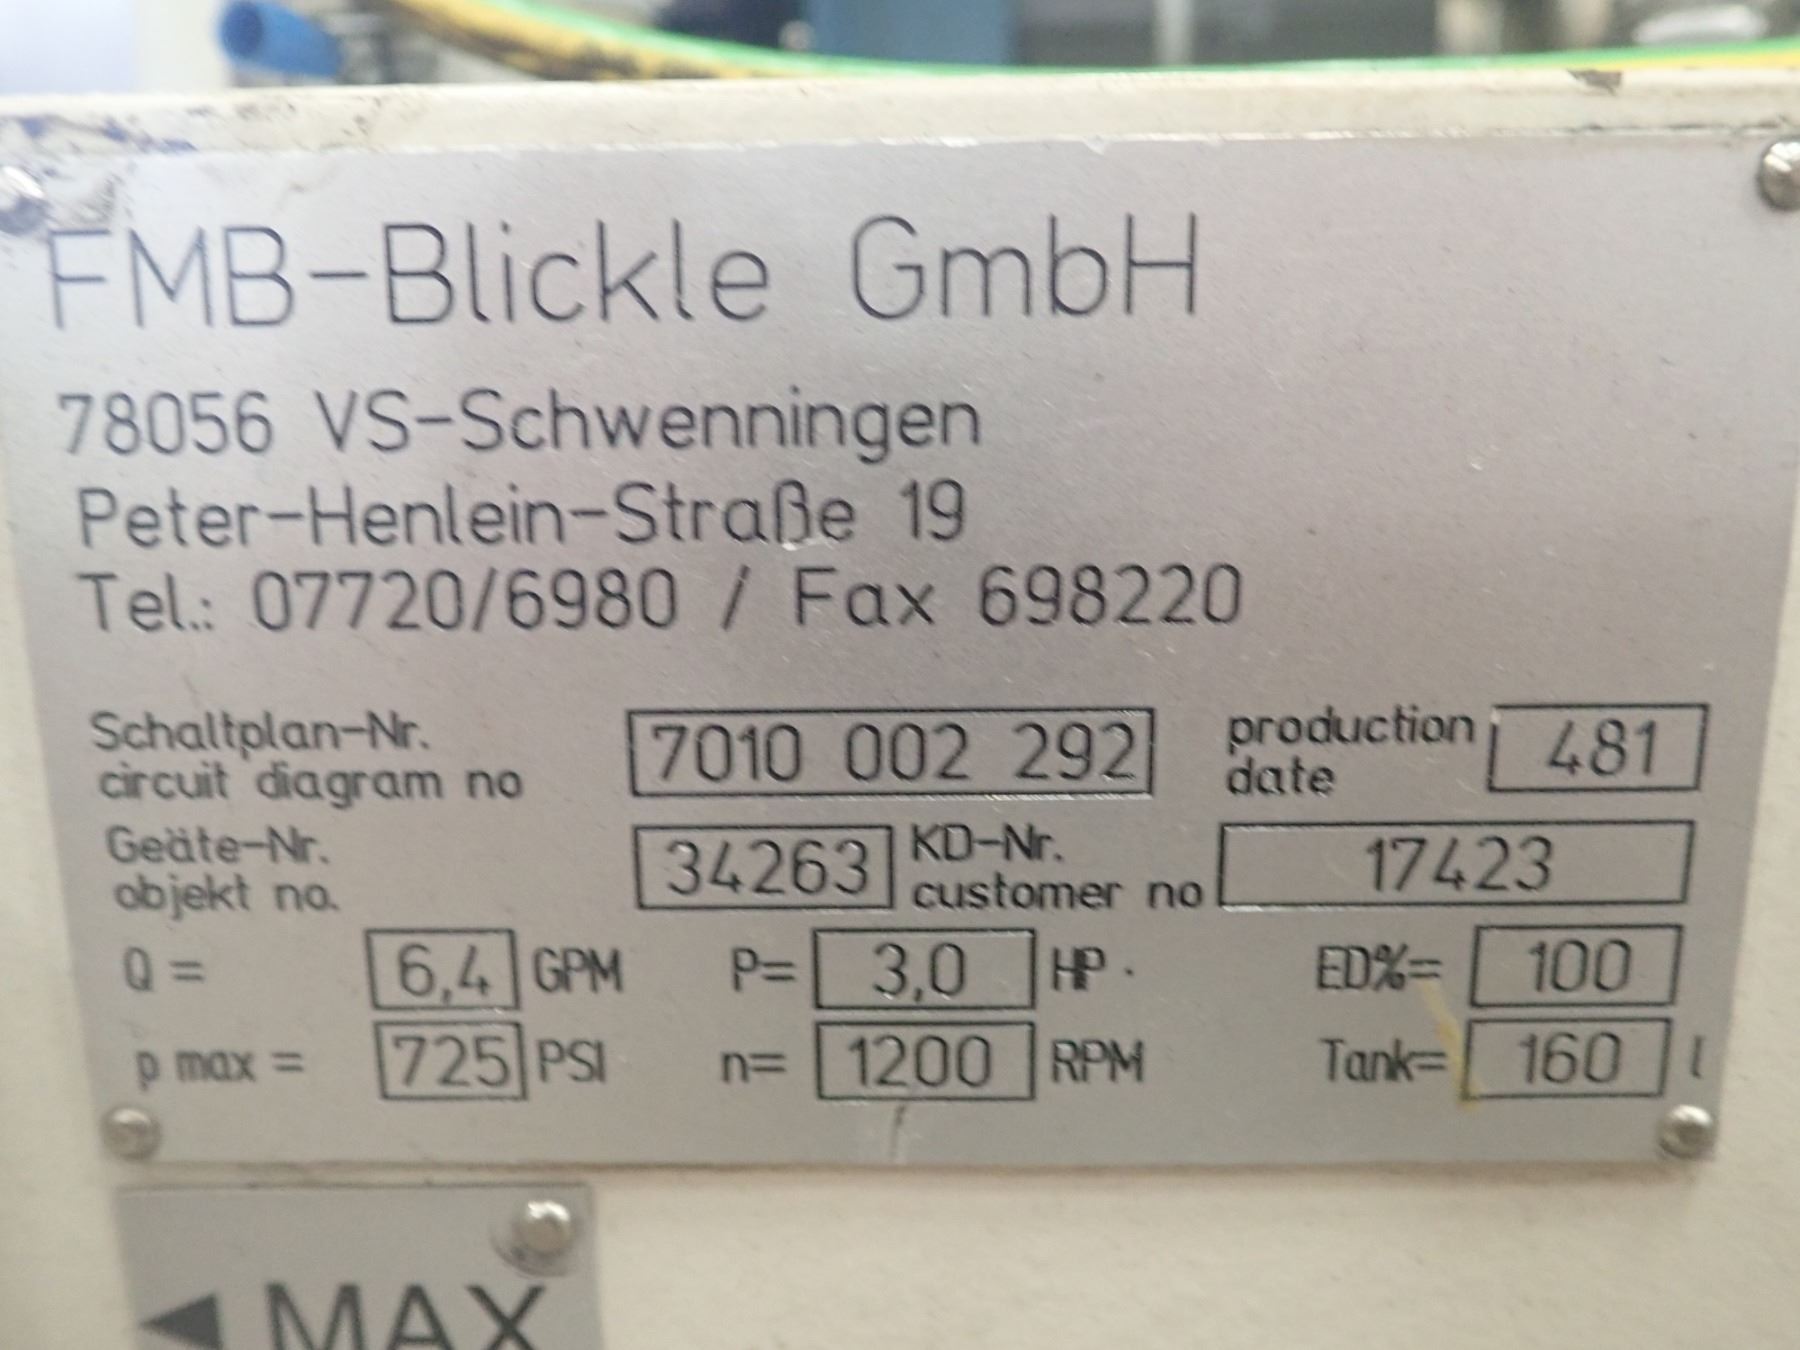 FMB-Blickle GmbH
78056 VS-Schwenningen
Peter-Henlein-Straße 19
Tel.: 07720/6980 / Fax 698220
Schaltplan-Nr.
circuit diagram no 7010 002 292 production date 481
Geäte-Nr.
objekt no. 34263 KD-Nr. customer no 17423
Q = 6,4 GPM P= 3,0 HP · ED%= 100
p max = 725 PSI n= 1200 RPM Tank= 160 l
◄ MAX